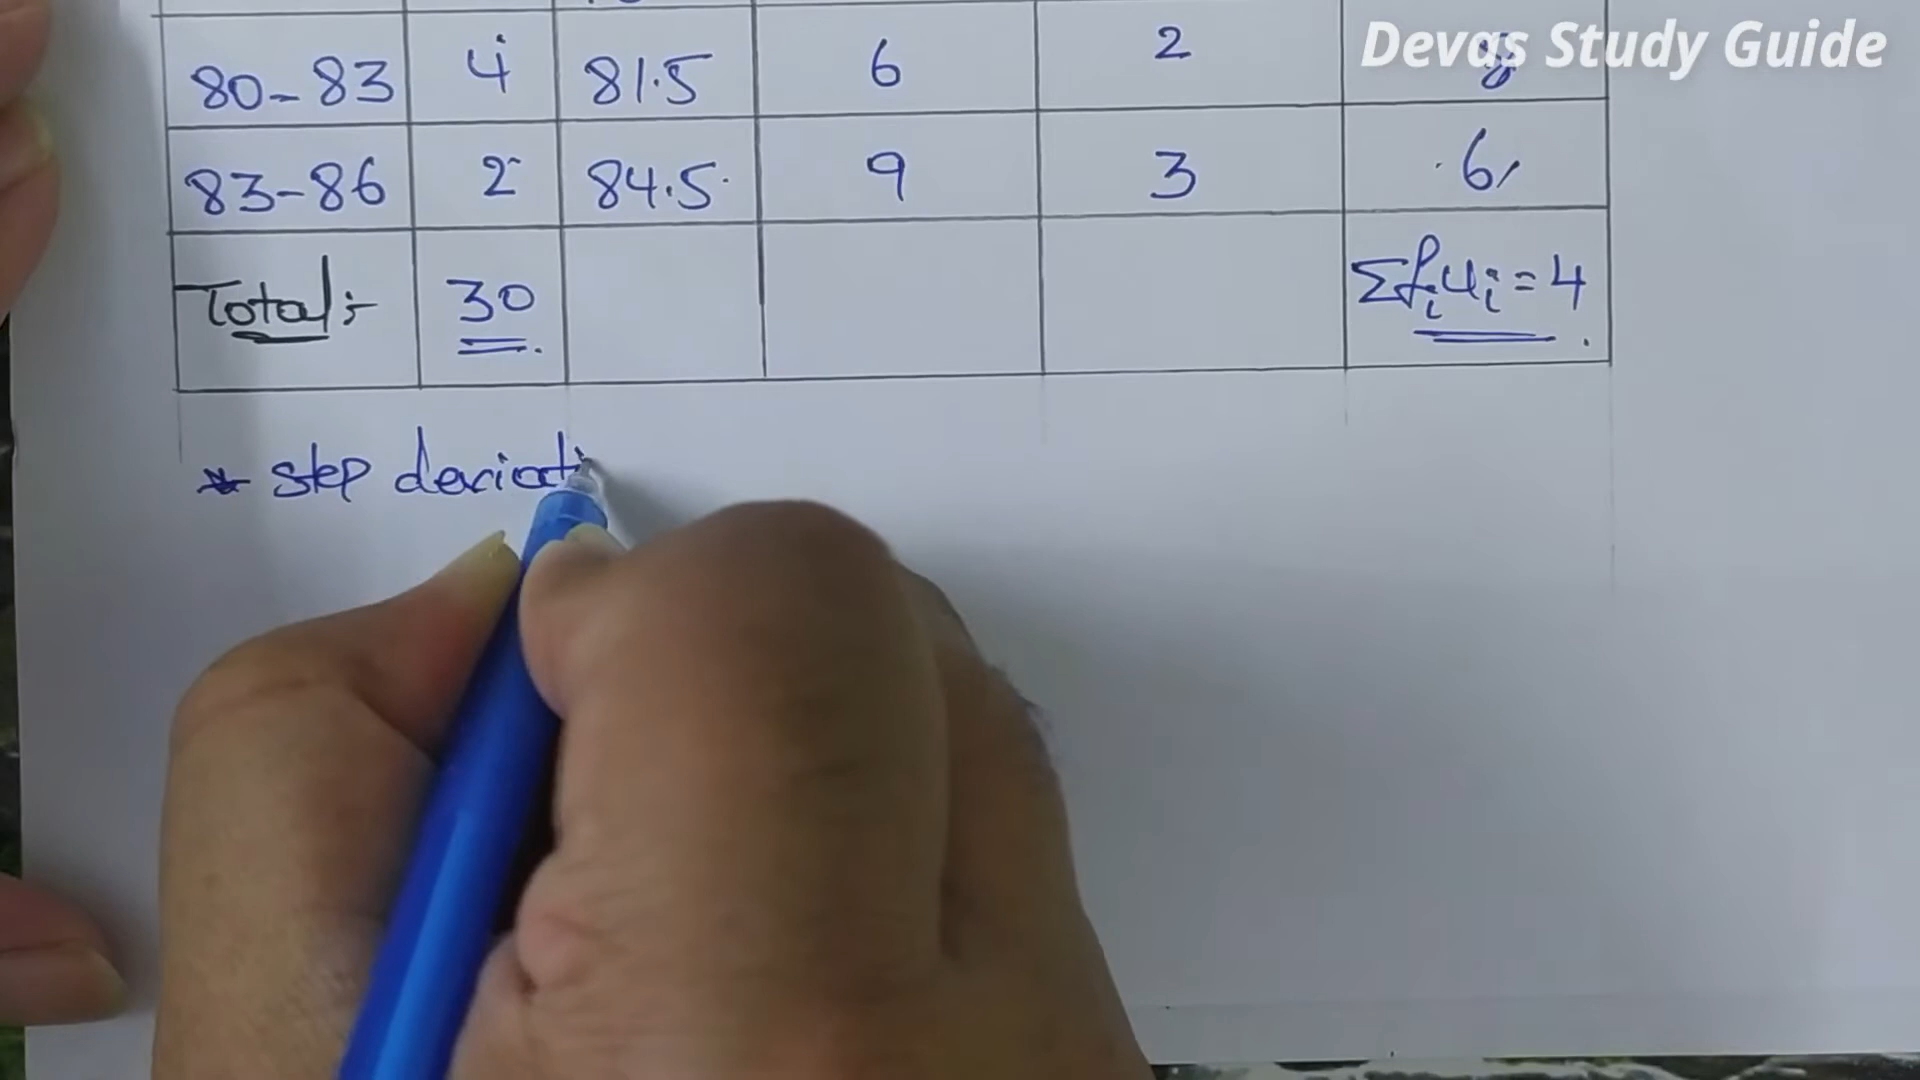 Devas Study Guide
80-83 4 81.5 6 2 8
83-86 2 84.5 9 3 6
Total:- 30 Σfᵢuᵢ=4
* step deviati